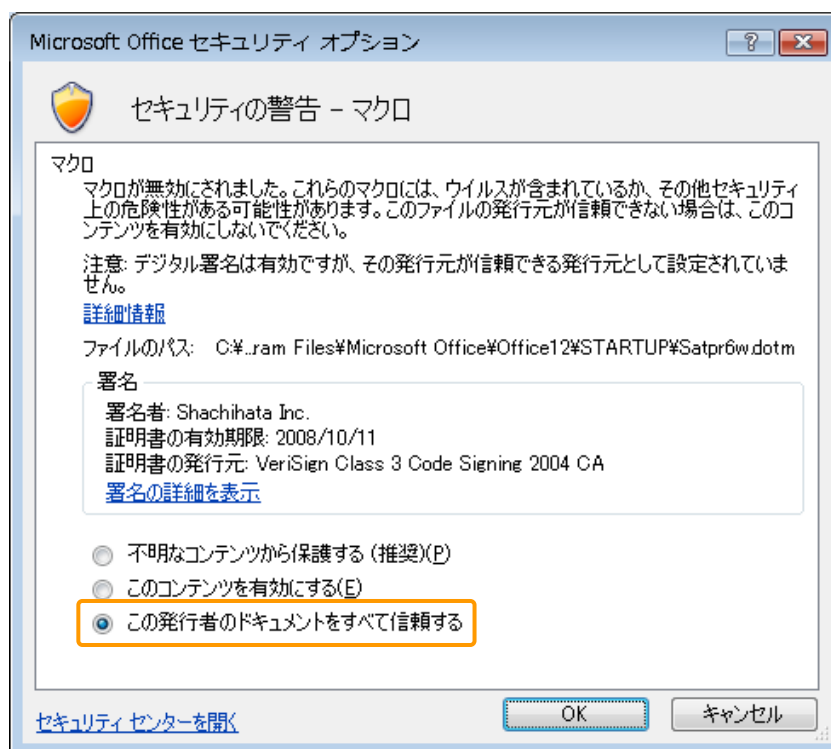 Microsoft Office セキュリティ オプション
セキュリティの警告 - マクロ
マクロ
マクロが無効にされました。これらのマクロには、ウイルスが含まれているか、その他セキュリティ
上の危険性がある可能性があります。このファイルの発行元が信頼できない場合は、このコ
ンテンツを有効にしないでください。
注意: デジタル署名は有効ですが、その発行元が信頼できる発行元として設定されていま
せん。
詳細情報
ファイルのパス: C:¥..ram Files¥Microsoft Office¥Office12¥STARTUP¥Satpr6w.dotm
署名
署名者: Shachihata Inc.
証明書の有効期限: 2008/10/11
証明書の発行元: VeriSign Class 3 Code Signing 2004 CA
署名の詳細を表示
不明なコンテンツから保護する (推奨)(P)
このコンテンツを有効にする(E)
この発行者のドキュメントをすべて信頼する
セキュリティ センターを開く
OK
キャンセル